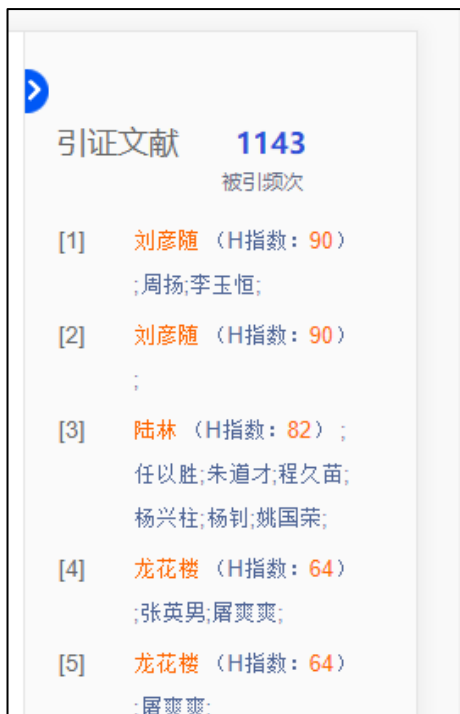 引证文献 1143
被引频次
[1] 刘彦随 （H指数：90）
;周扬;李玉恒;
[2] 刘彦随 （H指数：90）
;
[3] 陆林 （H指数：82） ;
任以胜;朱道才;程久苗;
杨兴柱;杨钊;姚国荣;
[4] 龙花楼 （H指数：64）
;张英男;屠爽爽;
[5] 龙花楼 （H指数：64）
;屠爽爽;